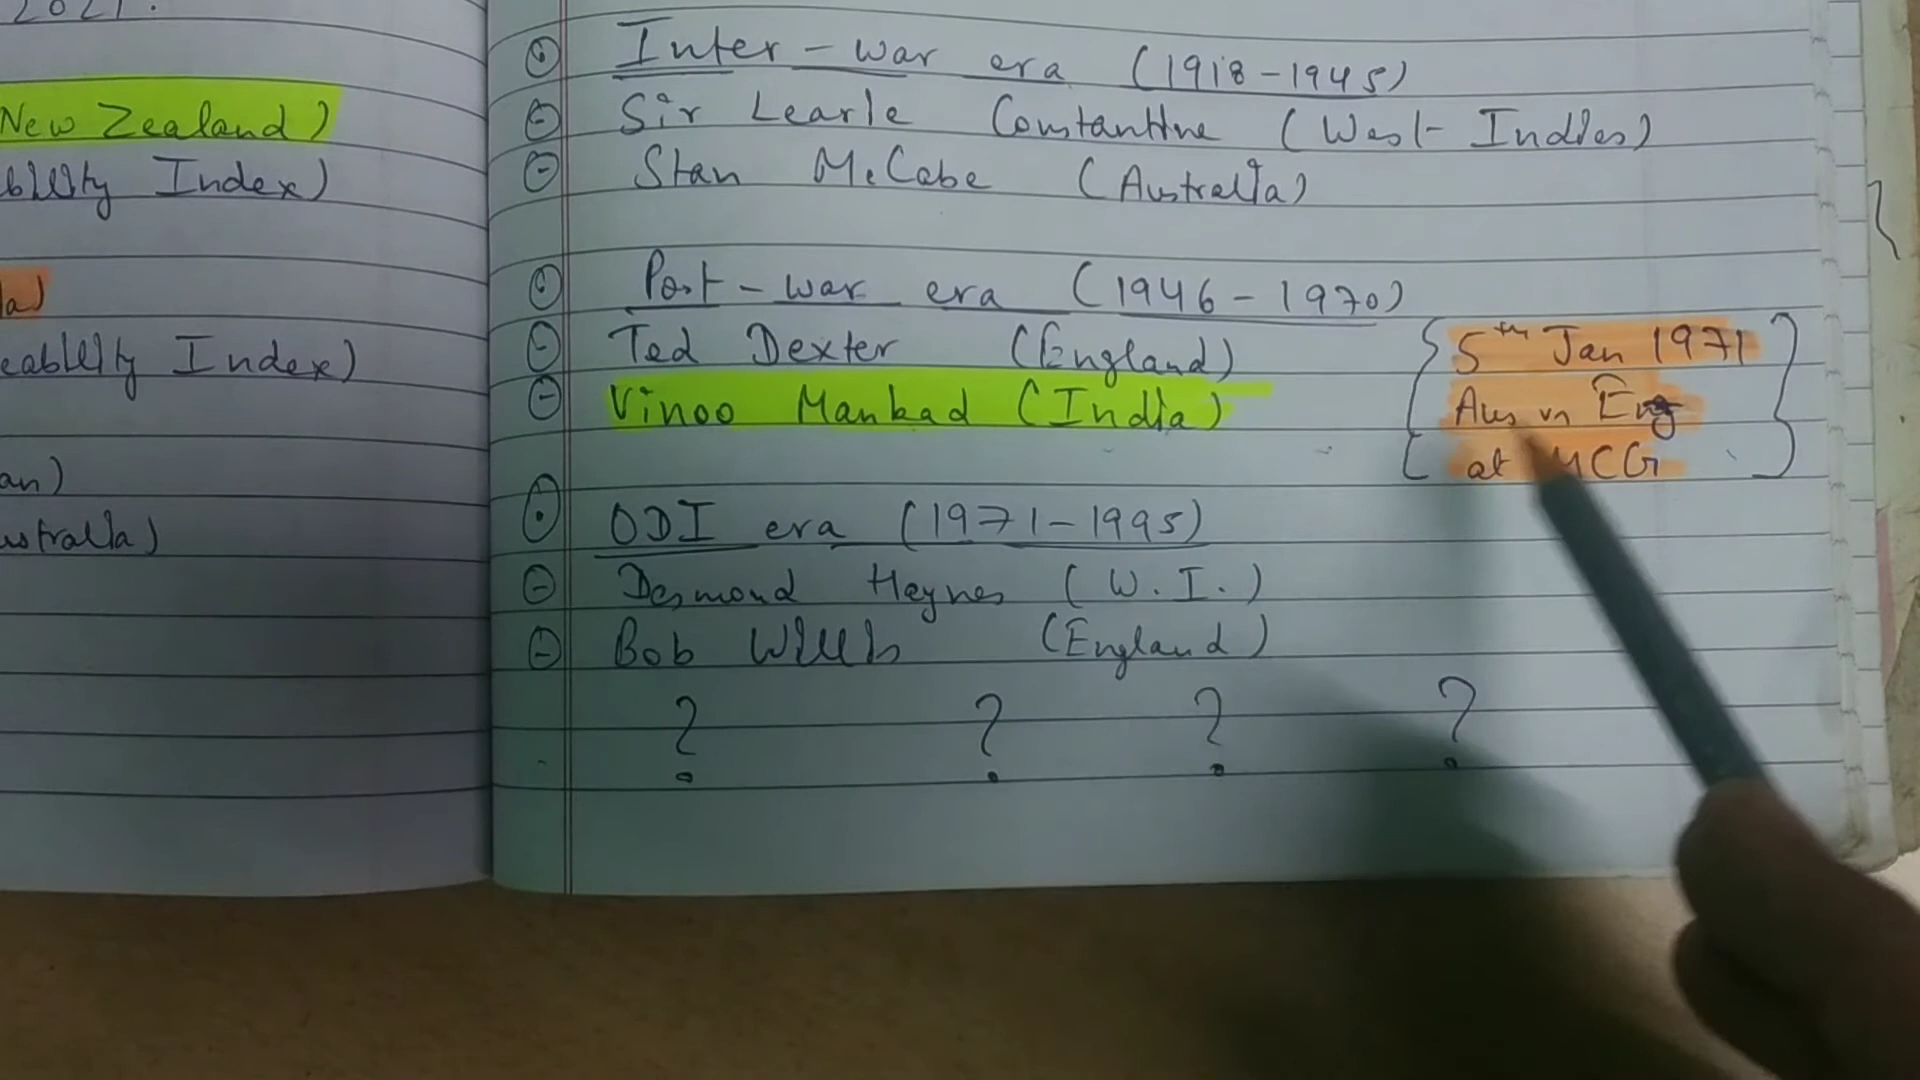 2021.
New Zealand)
Index)
a)
Index)
an)
Inter-war era (1918-1945)
Sir Learie Constantine (West Indies)
Stan McCabe (Australia)
Post-war era (1946-1970)
Ted Dexter (England)
Vinoo Mankad (India)
5th Jan 1971
Aus vs Eng
at MCG
ODI era (1971-1995)
Desmond Haynes (W.I.)
Bob Willis (England)
? ? ? ?